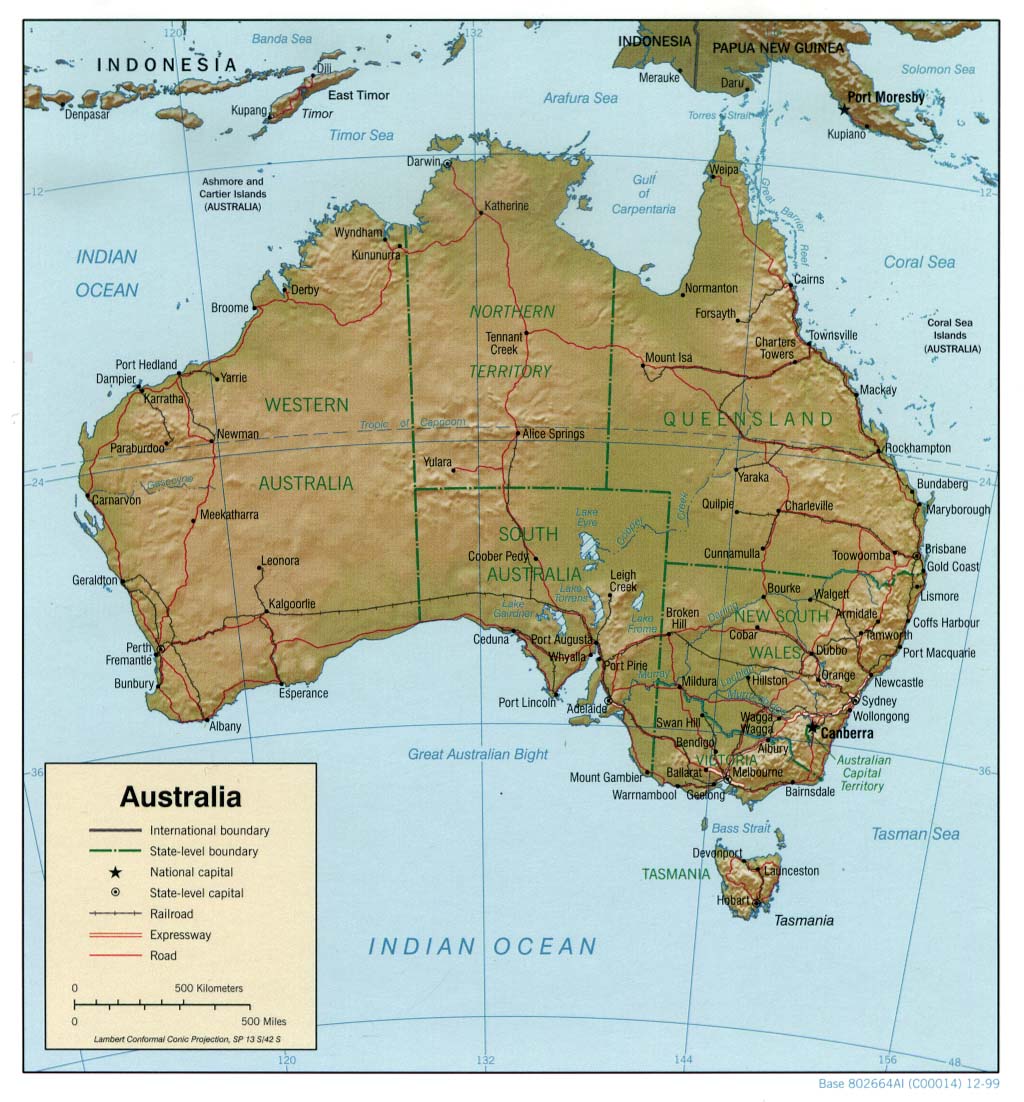 120
132
Banda Sea
INDONESIA
INDONESIA
PAPUA NEW GUINEA
Solomon Sea
Dili
East Timor
Merauke
Daru
Port Moresby
Denpasar
Kupang
Timor
Arafura Sea
Torres Strait
Kupiano
Timor Sea
Darwin
Weipa
Ashmore and
Cartier Islands
(AUSTRALIA)
12
12
Gulf
of
Carpentaria
Great Barrier Reef
Katherine
Wyndham
Kununurra
INDIAN
OCEAN
Coral Sea
Derby
Broome
Normanton
Cairns
Forsayth
NORTHERN
TERRITORY
Tennant
Creek
Coral Sea
Islands
(AUSTRALIA)
Townsville
Charters
Towers
Mount Isa
Port Hedland
Dampier
Yarrie
Karratha
Mackay
WESTERN
AUSTRALIA
QUEENSLAND
Tropic of Capricorn
Newman
Alice Springs
Paraburdoo
Rockhampton
Yulara
Yaraka
24
24
Gascoyne
Carnarvon
Bundaberg
Maryborough
Meekatharra
Quilpie
Charleville
Lake
Eyre
Cooper
Creek
SOUTH
AUSTRALIA
Coober Pedy
Cunnamulla
Toowoomba
Brisbane
Gold Coast
Leonora
Leigh
Creek
Geraldton
Lake
Torrens
Bourke
Walgett
Lismore
Kalgoorlie
Lake
Gairdner
Lake
Frome
Broken
Hill
Darling
NEW SOUTH
WALES
Armidale
Coffs Harbour
Ceduna
Port Augusta
Cobar
Tamworth
Perth
Fremantle
Whyalla
Port Pirie
Dubbo
Port Macquarie
Bunbury
Esperance
Murray
Mildura
Lachlan
Hillston
Orange
Newcastle
Port Lincoln
Adelaide
Murrumbidgee
Sydney
Wollongong
Albany
Swan Hill
Wagga
Wagga
Canberra
Bendigo
Albury
Great Australian Bight
VICTORIA
Australian
Capital
Territory
36
36
Mount Gambier
Ballarat
Melbourne
Warrnambool
Geelong
Bairnsdale
Bass Strait
Tasman Sea
Devonport
TASMANIA
Launceston
Hobart
Tasmania
INDIAN OCEAN
Australia
International boundary
State-level boundary
National capital
State-level capital
Railroad
Expressway
Road
0
500 Kilometers
0
500 Miles
Lambert Conformal Conic Projection, SP 13 S/42 S
120
132
144
156
48
Base 802664AI (C00014) 12-99